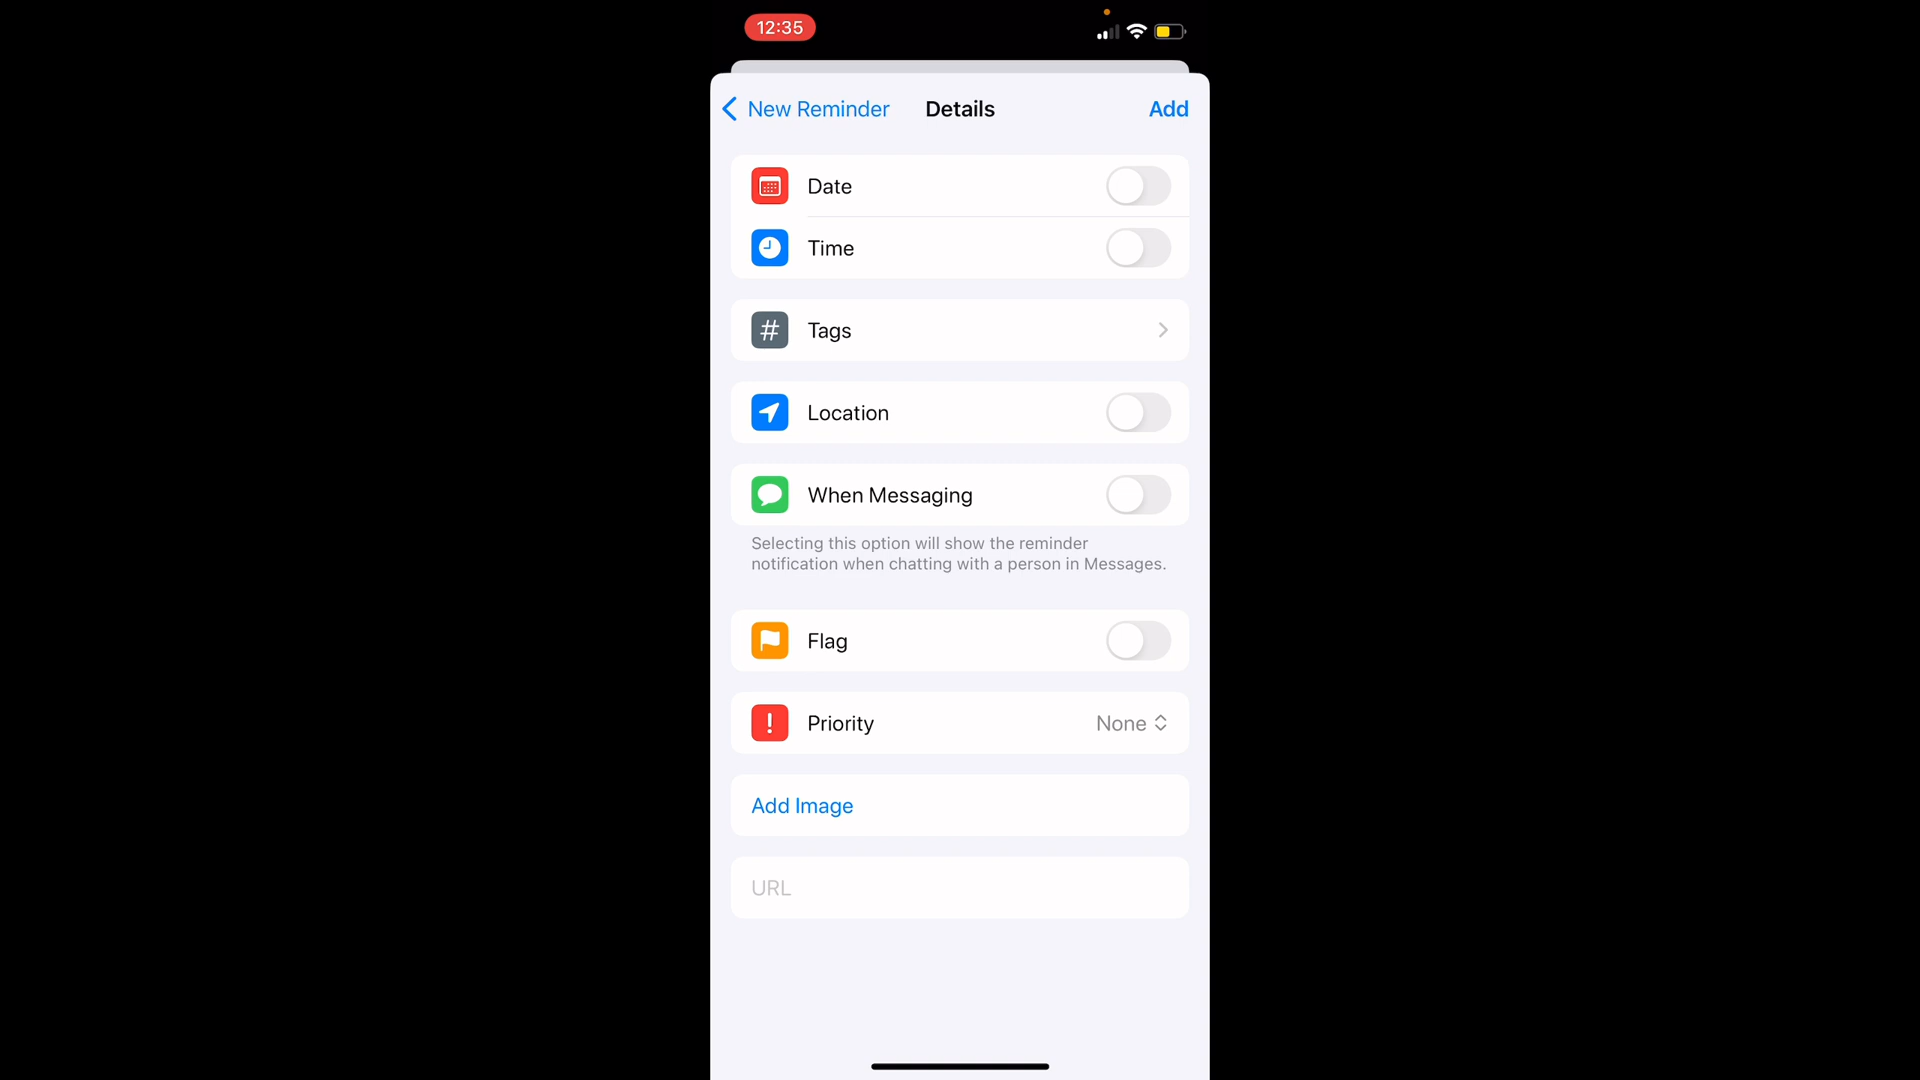 12:35
New Reminder
Details
Add
Date
Time
# Tags
Location
When Messaging
Selecting this option will show the reminder
notification when chatting with a person in Messages.
Flag
! Priority
None
Add Image
URL